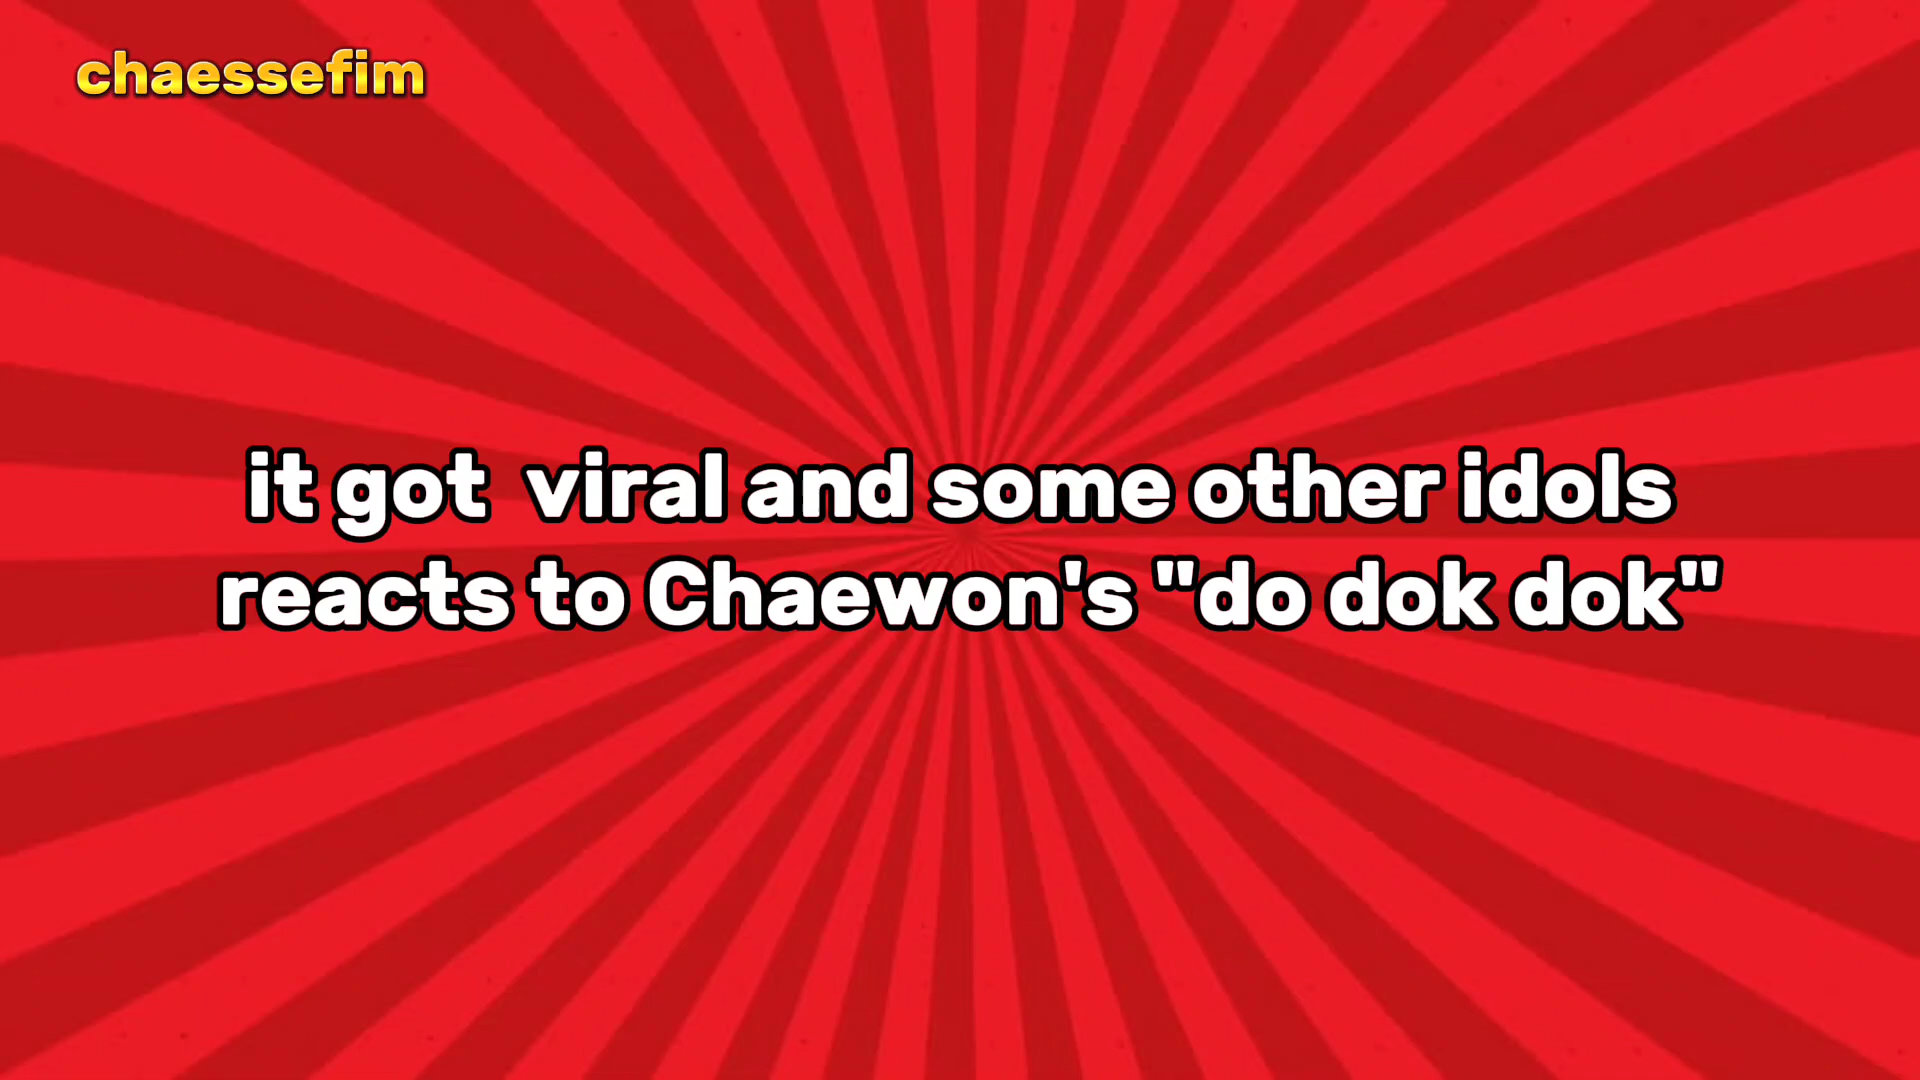 chaessefim
it got  viral and some other idols
reacts to Chaewon's "do dok dok"